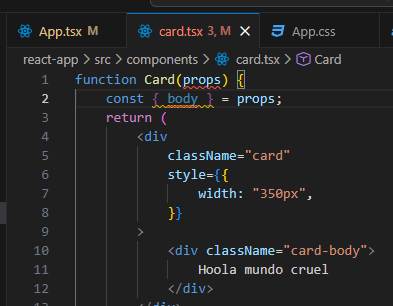 App.tsx M card.tsx 3, M × App.css
react-app > src > components > card.tsx > Card
1 function Card(props) {
2 const { body } = props;
3 return (
4 <div
5 className="card"
6 style={{
7 width: "350px",
8 }}
9 >
10 <div className="card-body">
11 Hoola mundo cruel
12 </div>
13 </div>